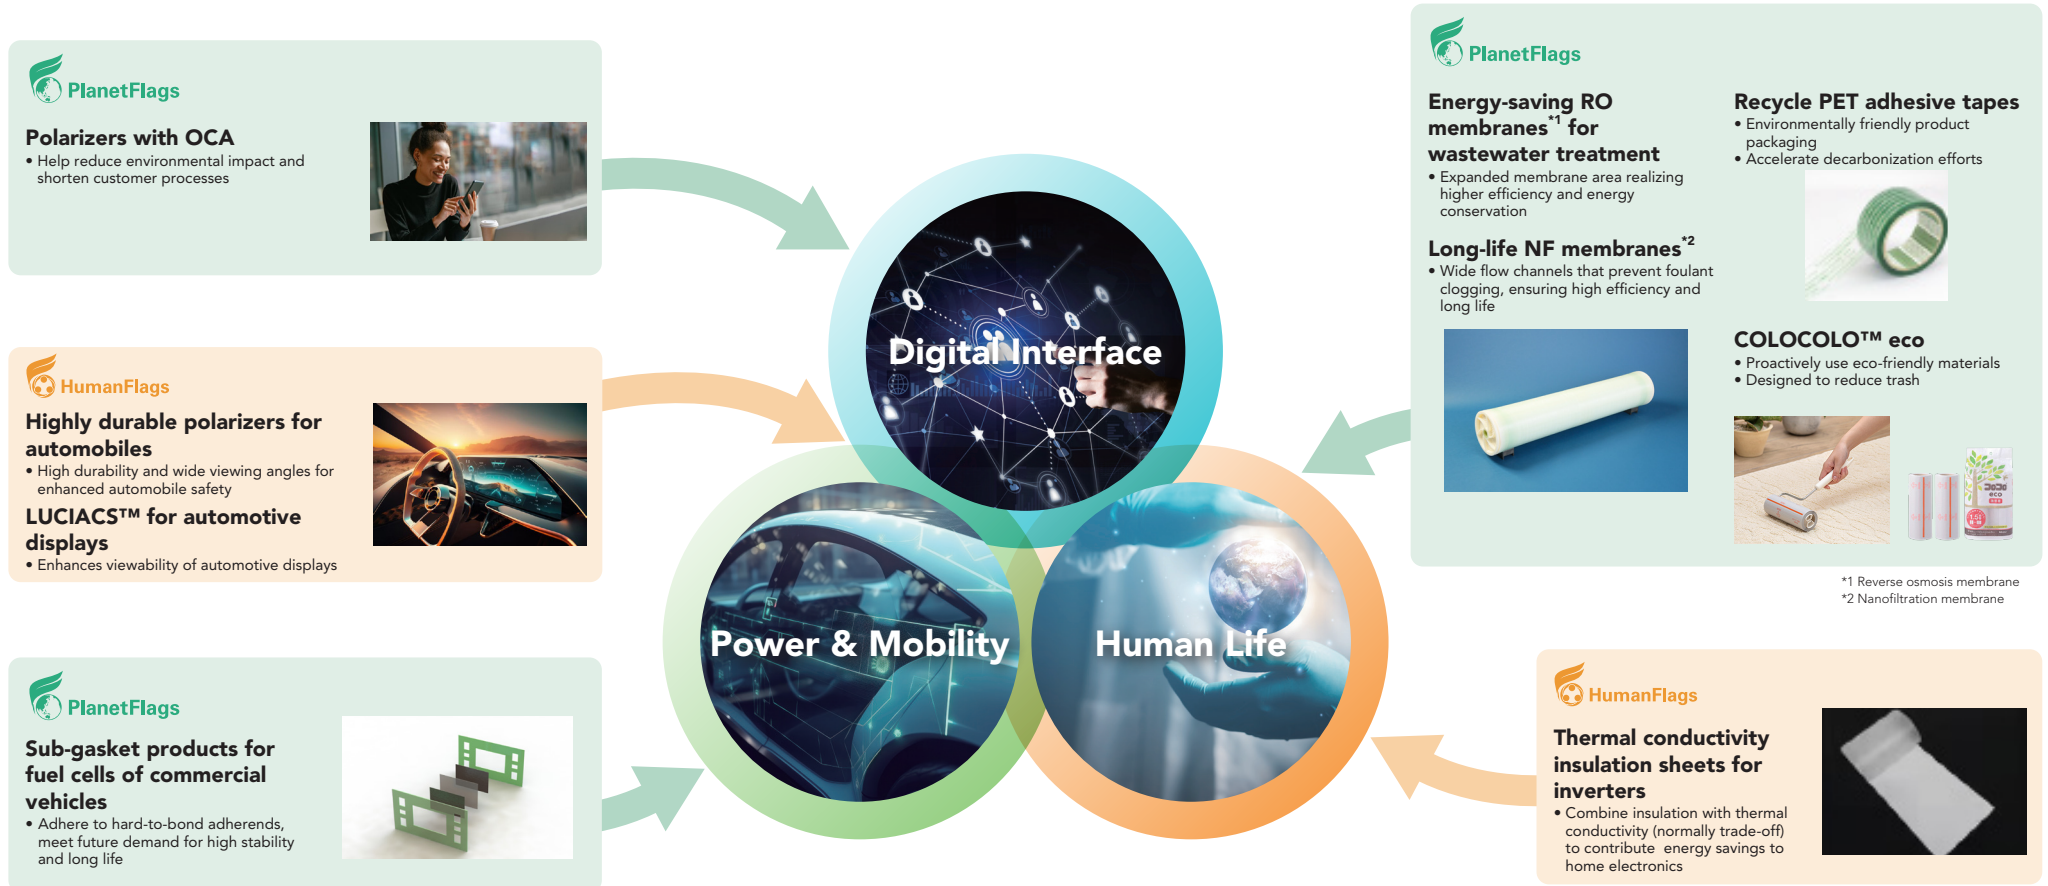 PlanetFlags
Polarizers with OCA
• Help reduce environmental impact and
shorten customer processes
HumanFlags
Highly durable polarizers for
automobiles
• High durability and wide viewing angles for
enhanced automobile safety
LUCIACS™ for automotive
displays
• Enhances viewability of automotive displays
PlanetFlags
Sub-gasket products for
fuel cells of commercial
vehicles
• Adhere to hard-to-bond adherends,
meet future demand for high stability
and long life
Digital Interface
Power & Mobility
Human Life
PlanetFlags
Energy-saving RO
membranes*1 for
wastewater treatment
• Expanded membrane area realizing
higher efficiency and energy
conservation
Long-life NF membranes*2
• Wide flow channels that prevent foulant
clogging, ensuring high efficiency and
long life
Recycle PET adhesive tapes
• Environmentally friendly product
packaging
• Accelerate decarbonization efforts
COLOCOLO™ eco
• Proactively use eco-friendly materials
• Designed to reduce trash
eco
*1 Reverse osmosis membrane
*2 Nanofiltration membrane
HumanFlags
Thermal conductivity
insulation sheets for
inverters
• Combine insulation with thermal
conductivity (normally trade-off)
to contribute  energy savings to
home electronics